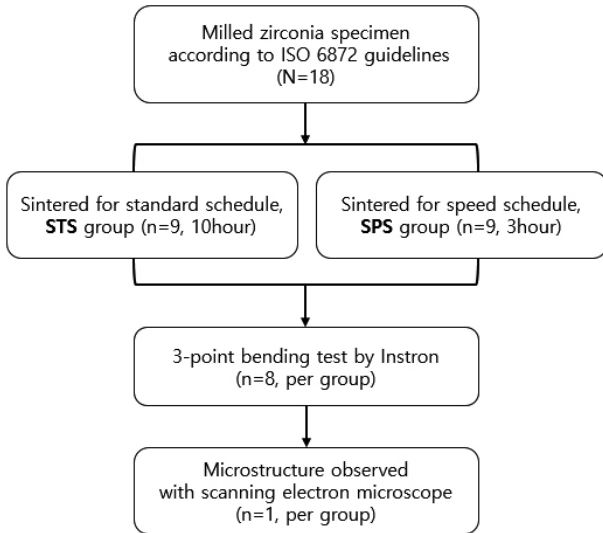 Milled zirconia specimen
according to ISO 6872 guidelines
(N=18)
Sintered for standard schedule,
STS group (n=9, 10hour)
Sintered for speed schedule,
SPS group (n=9, 3hour)
3-point bending test by Instron
(n=8, per group)
Microstructure observed
with scanning electron microscope
(n=1, per group)